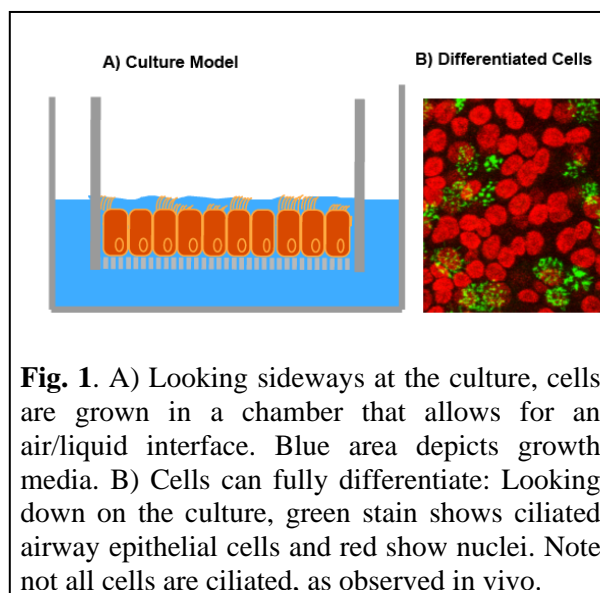 A) Culture Model
B) Differentiated Cells
Fig. 1. A) Looking sideways at the culture, cells
are grown in a chamber that allows for an
air/liquid interface. Blue area depicts growth
media. B) Cells can fully differentiate: Looking
down on the culture, green stain shows ciliated
airway epithelial cells and red show nuclei. Note
not all cells are ciliated, as observed in vivo.